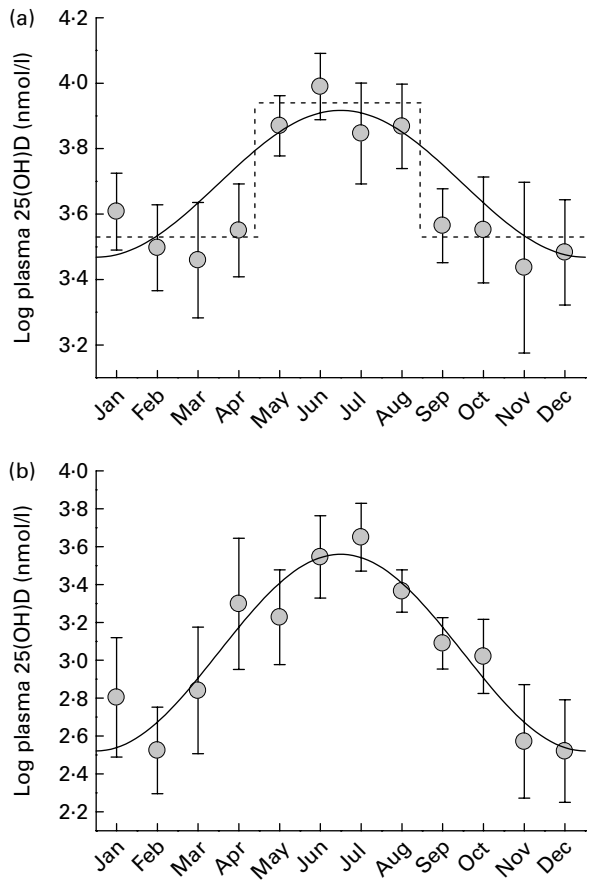 (a)
Log plasma 25(OH)D (nmol/l)
4·2
4·0
3·8
3·6
3·4
3·2
Jan Feb Mar Apr May Jun Jul Aug Sep Oct Nov Dec
(b)
Log plasma 25(OH)D (nmol/l)
4·0
3·8
3·6
3·4
3·2
3·0
2·8
2·6
2·4
2·2
Jan Feb Mar Apr May Jun Jul Aug Sep Oct Nov Dec